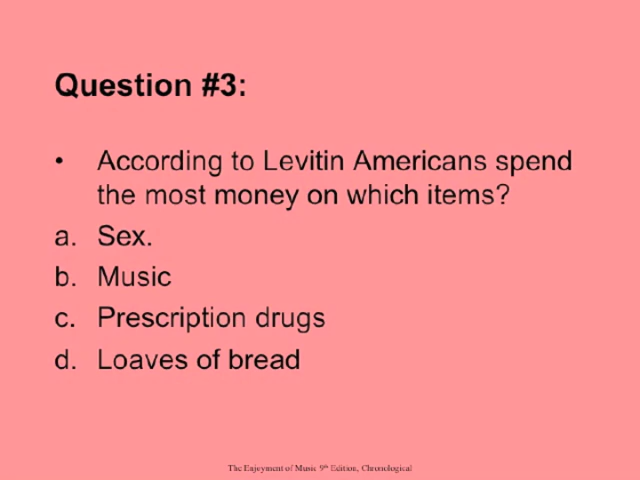 Question #3:
• According to Levitin Americans spend
the most money on which items?
a. Sex.
b. Music
c. Prescription drugs
d. Loaves of bread
The Enjoyment of Music 9th Edition, Chronological